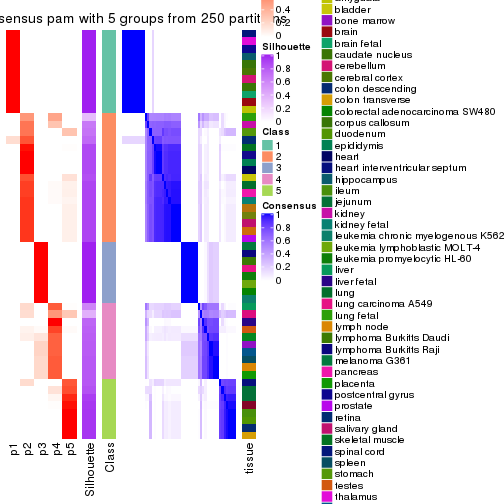 sensus pam with 5 groups from 250 partitions
0.4
0.2
0
Silhouette
1
0.8
0.6
0.4
0.2
0
Class
1
2
3
4
5
Consensus
1
0.8
0.6
0.4
0.2
0
p1
p2
p3
p4
p5
Silhouette
Class
tissue
bladder
bone marrow
brain
brain fetal
caudate nucleus
cerebellum
cerebral cortex
colon descending
colon transverse
colorectal adenocarcinoma SW480
corpus callosum
duodenum
epididymis
heart
heart interventricular septum
hippocampus
ileum
jejunum
kidney
kidney fetal
leukemia chronic myelogenous K562
leukemia lymphoblastic MOLT-4
leukemia promyelocytic HL-60
liver
liver fetal
lung
lung carcinoma A549
lung fetal
lymph node
lymphoma Burkitts Daudi
lymphoma Burkitts Raji
melanoma G361
pancreas
placenta
postcentral gyrus
prostate
retina
salivary gland
skeletal muscle
spinal cord
spleen
stomach
testes
thalamus